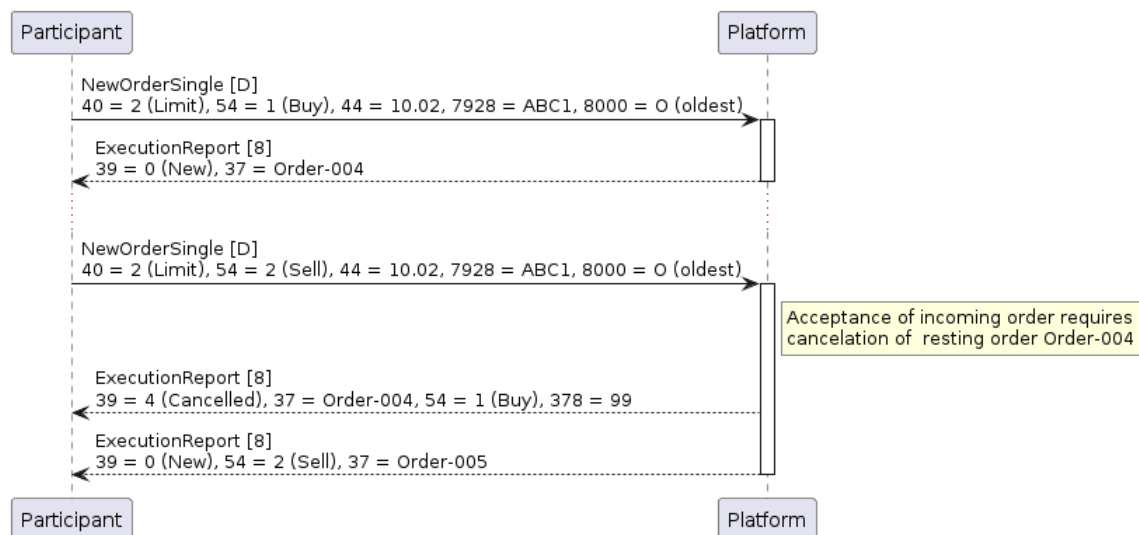 Participant
Platform
NewOrderSingle [D]
40 = 2 (Limit), 54 = 1 (Buy), 44 = 10.02, 7928 = ABC1, 8000 = O (oldest)
ExecutionReport [8]
39 = 0 (New), 37 = Order-004
NewOrderSingle [D]
40 = 2 (Limit), 54 = 2 (Sell), 44 = 10.02, 7928 = ABC1, 8000 = O (oldest)
Acceptance of incoming order requires
cancelation of  resting order Order-004
ExecutionReport [8]
39 = 4 (Cancelled), 37 = Order-004, 54 = 1 (Buy), 378 = 99
ExecutionReport [8]
39 = 0 (New), 54 = 2 (Sell), 37 = Order-005
Participant
Platform